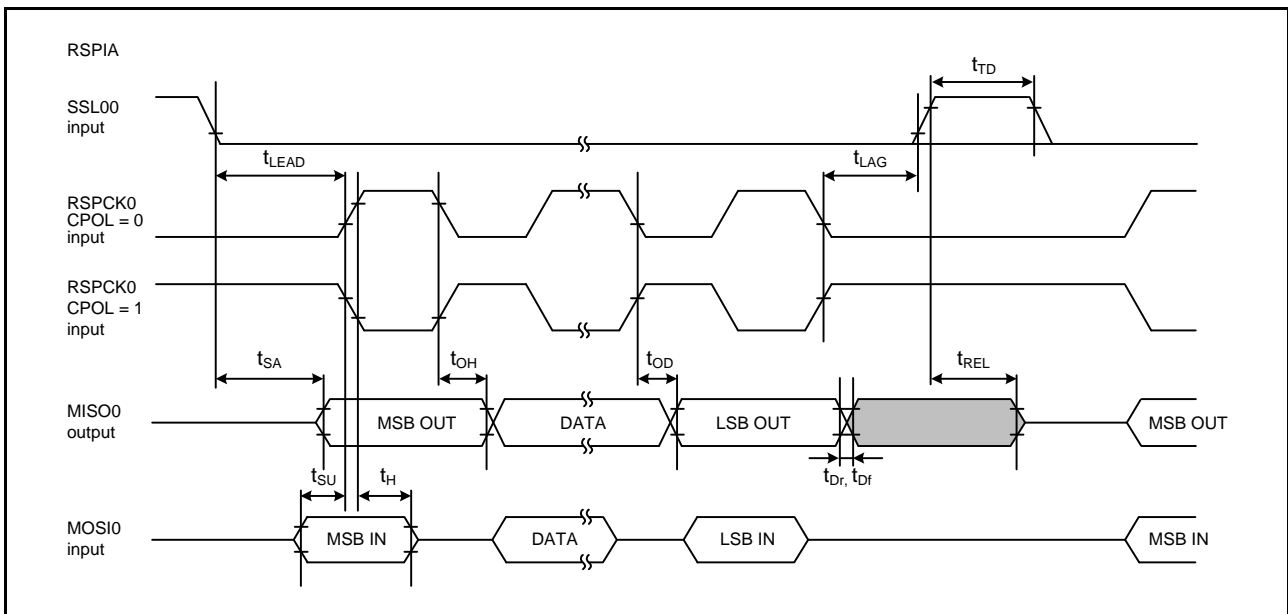 RSPIA
t_TD
SSL00
input
t_LEAD
t_LAG
RSPCK0
CPOL = 0
input
RSPCK0
CPOL = 1
input
t_SA
t_OH
t_OD
t_REL
MISO0
output
MSB OUT
DATA
LSB OUT
MSB OUT
t_SU
t_H
t_Dr, t_Df
MOSI0
input
MSB IN
DATA
LSB IN
MSB IN